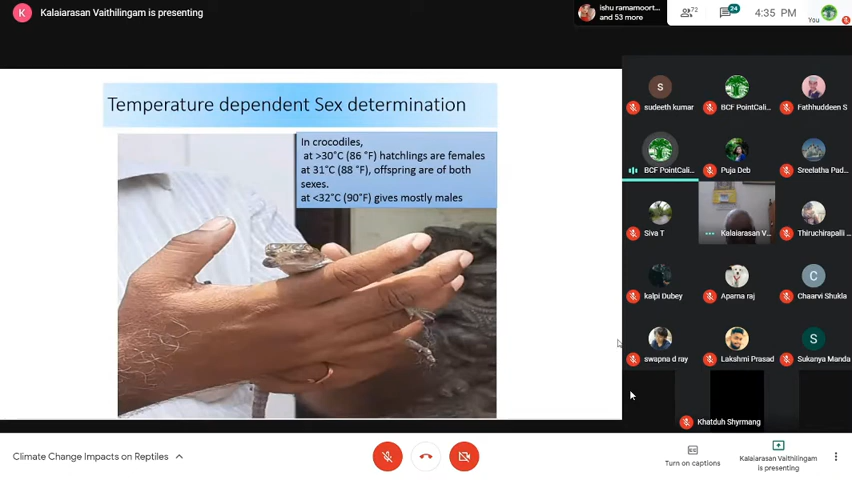 K
Kalaiarasan Vaithilingam is presenting
ishu ramamoort...
and 53 more
72
24
4:35 PM
You
Temperature dependent Sex determination
In crocodiles,
at >30°C (86 °F) hatchlings are females
at 31°C (88 °F), offspring are of both
sexes.
at <32°C (90°F) gives mostly males
S
sudeeth kumar
BCF PointCali...
Fathhuddeen S
BCF PointCali...
Puja Deb
Sreelatha Pad...
Siva T
Kalaiarasan V...
Thiruchirapalli ...
kalpi Dubey
Aparna raj
C
Chaarvi Shukla
swapna d ray
Lakshmi Prasad
S
Sukanya Manda
Khatduh Shyrmang
Climate Change Impacts on Reptiles
Turn on captions
Kalaiarasan Vaithilingam
is presenting